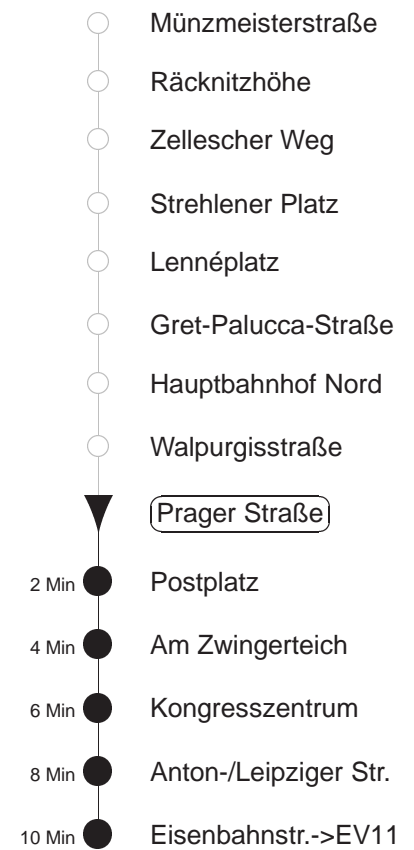 Münzmeisterstraße
Räcknitzhöhe
Zellescher Weg
Strehlener Platz
Lennéplatz
Gret-Palucca-Straße
Hauptbahnhof Nord
Walpurgisstraße
Prager Straße
2 Min Postplatz
4 Min Am Zwingerteich
6 Min Kongresszentrum
8 Min Anton-/Leipziger Str.
10 Min Eisenbahnstr.->EV11